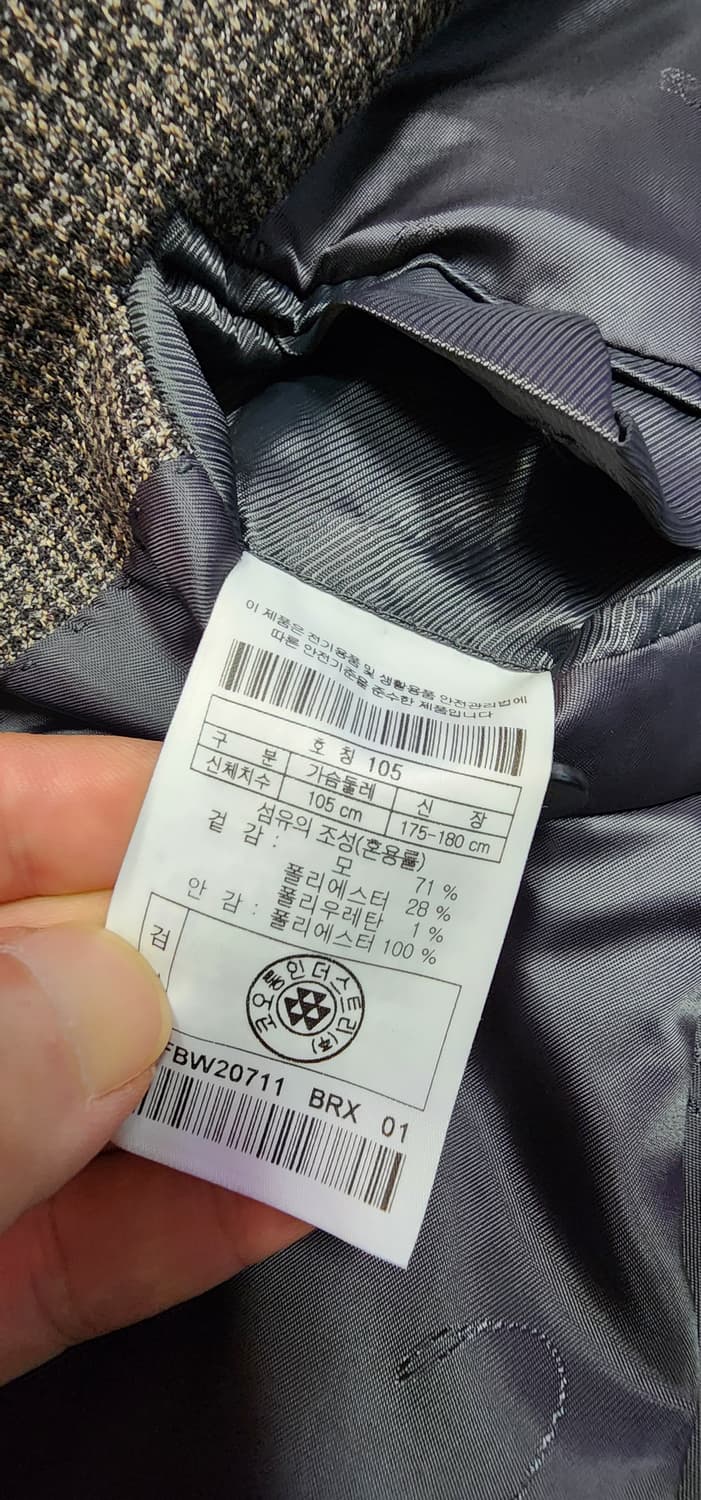 이 제품은 전기용품 및 생활용품 안전관리법에
따른 안전기준을 준수한 제품입니다
호 칭 105
구 분 가슴둘레 신 장
신체치수 105 cm 175-180 cm
섬유의 조성(혼용률)
겉 감 : 모 71 %
폴리에스터 28 %
폴리우레탄 1 %
안 감 : 폴리에스터 100 %
검
코오롱인더스트리(주)
FBW20711 BRX 01